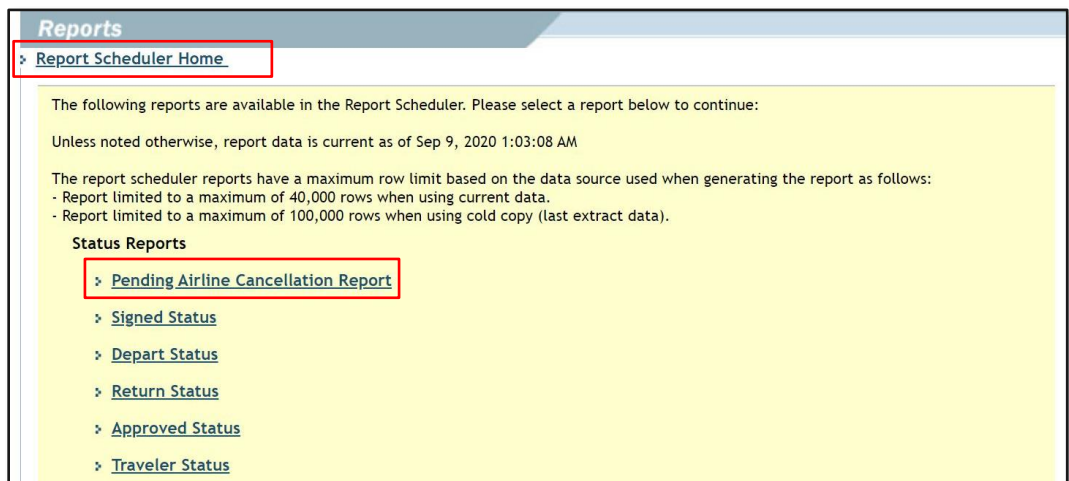 Reports
Report Scheduler Home
The following reports are available in the Report Scheduler. Please select a report below to continue:
Unless noted otherwise, report data is current as of Sep 9, 2020 1:03:08 AM
The report scheduler reports have a maximum row limit based on the data source used when generating the report as follows:
- Report limited to a maximum of 40,000 rows when using current data.
- Report limited to a maximum of 100,000 rows when using cold copy (last extract data).
Status Reports
Pending Airline Cancellation Report
Signed Status
Depart Status
Return Status
Approved Status
Traveler Status